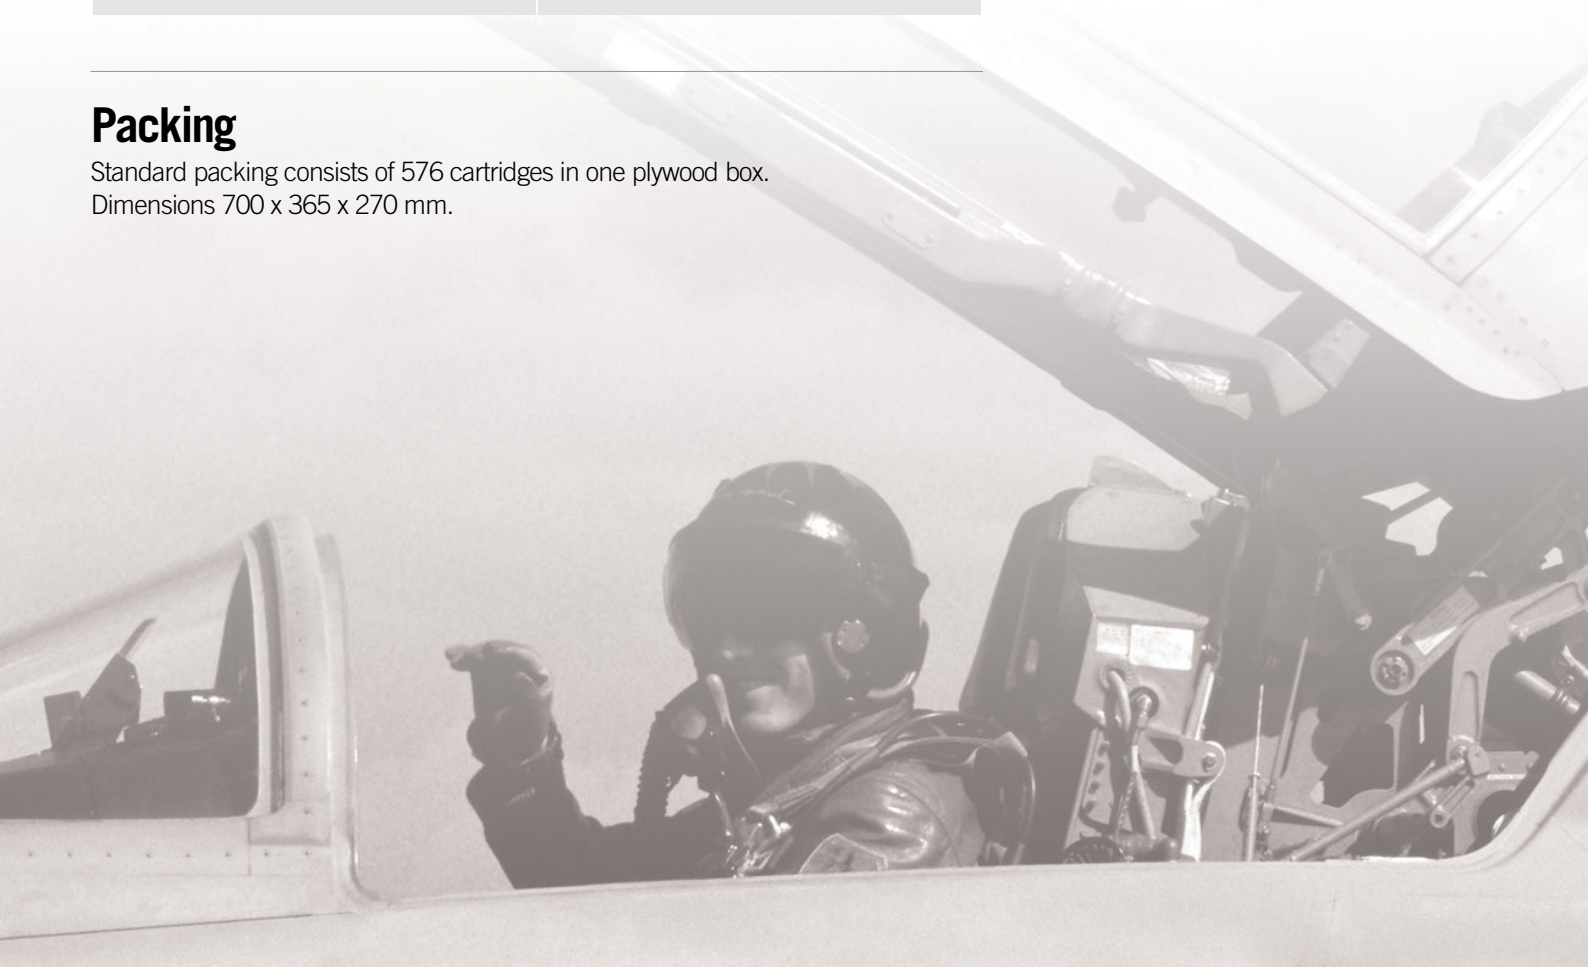 Packing
Standard packing consists of 576 cartridges in one plywood box.
Dimensions 700 x 365 x 270 mm.